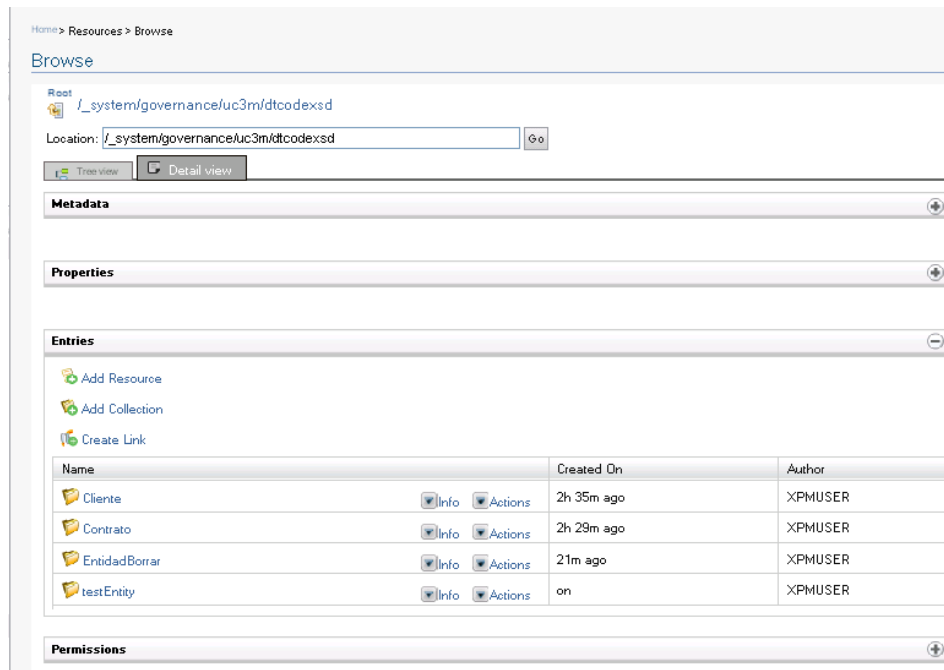 Home > Resources > Browse
Browse
Root
/_system/governance/uc3m/dtcodexsd
Location: /_system/governance/uc3m/dtcodexsd Go
Tree view Detail view
Metadata
Properties
Entries
Add Resource
Add Collection
Create Link
Name Created On Author
Cliente Info Actions 2h 35m ago XPMUSER
Contrato Info Actions 2h 29m ago XPMUSER
EntidadBorrar Info Actions 21m ago XPMUSER
testEntity Info Actions on XPMUSER
Permissions